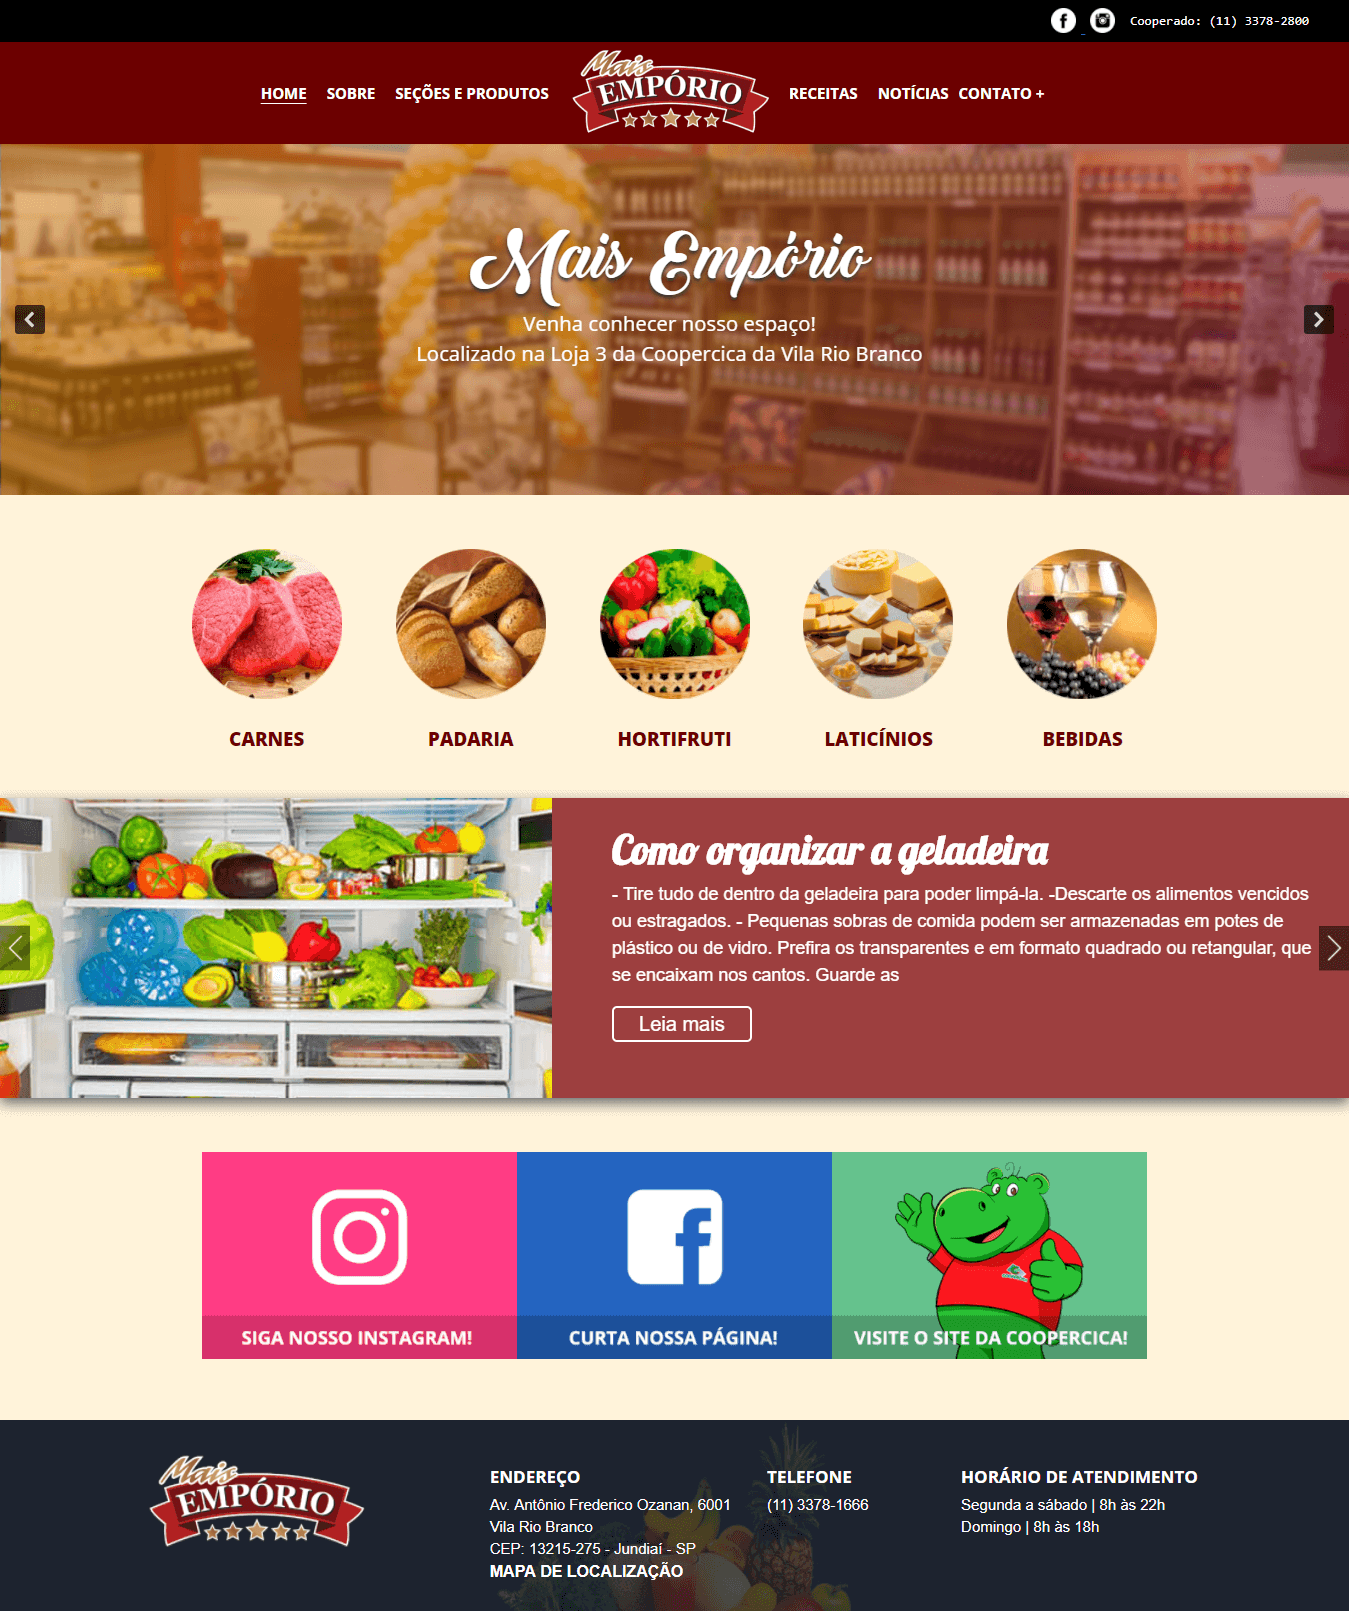 Cooperado: (11) 3378-2800
HOME SOBRE SEÇÕES E PRODUTOS Mais EMPÓRIO RECEITAS NOTÍCIAS CONTATO +
Mais Empório
Venha conhecer nosso espaço!
Localizado na Loja 3 da Coopercica da Vila Rio Branco
CARNES PADARIA HORTIFRUTI LATICÍNIOS BEBIDAS
Como organizar a geladeira
- Tire tudo de dentro da geladeira para poder limpá-la. -Descarte os alimentos vencidos
ou estragados. - Pequenas sobras de comida podem ser armazenadas em potes de
plástico ou de vidro. Prefira os transparentes e em formato quadrado ou retangular, que
se encaixam nos cantos. Guarde as
Leia mais
SIGA NOSSO INSTAGRAM! CURTA NOSSA PÁGINA! VISITE O SITE DA COOPERCICA!
Mais
EMPÓRIO
ENDEREÇO
Av. Antônio Frederico Ozanan, 6001
Vila Rio Branco
CEP: 13215-275 - Jundiaí - SP
MAPA DE LOCALIZAÇÃO
TELEFONE
(11) 3378-1666
HORÁRIO DE ATENDIMENTO
Segunda a sábado | 8h às 22h
Domingo | 8h às 18h